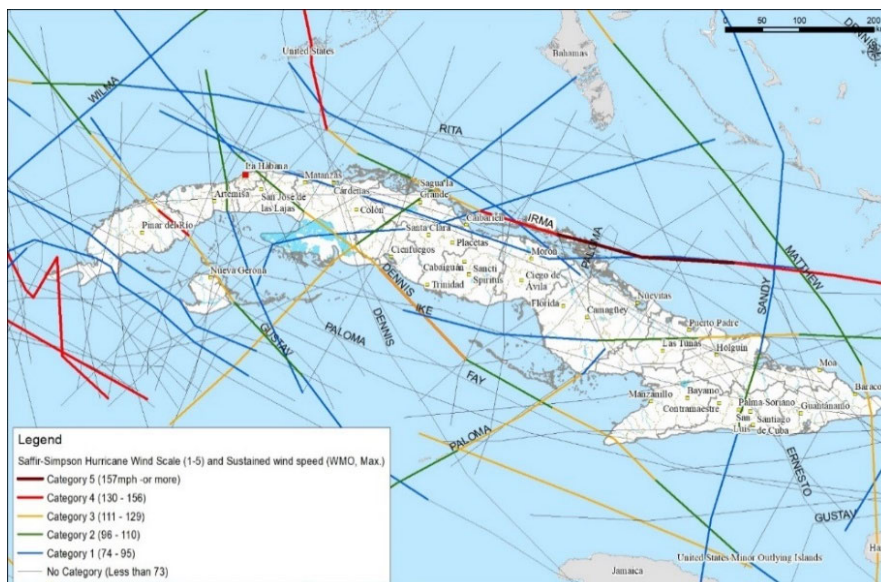 0 50 100 200
DENNIS
United States
Bahamas
WILMA
RITA
La Habana
Matanzas
Cárdenas
Sagua la
Grande
Artemisa
San José de
las Lajas
Colón
Caibarién
IRMA
Pinar del Río
Santa Clara
Placetas
Cienfuegos
Morón
PALOMA
MATTHEW
Cabaiguán
Sancti
Spíritus
Nueva Gerona
DENNIS
Trinidad
Ciego de
Ávila
SANDY
Florida
Nuevitas
IKE
Camagüey
GUSTAV
PALOMA
DENNIS
Puerto Padre
Las Tunas
Holguín
FAY
Moa
Manzanillo
Bayamo
Baracoa
Contramaestre
Palma Soriano
San
Luis
Santiago
de Cuba
Guantánamo
PALOMA
ERNESTO
GUSTAV
United States Minor Outlying Islands
Jamaica
Ha
Legend
Saffir-Simpson Hurricane Wind Scale (1-5) and Sustained wind speed (WMO, Max.)
Category 5 (157mph -or more)
Category 4 (130 - 156)
Category 3 (111 - 129)
Category 2 (96 - 110)
Category 1 (74 - 95)
No Category (Less than 73)